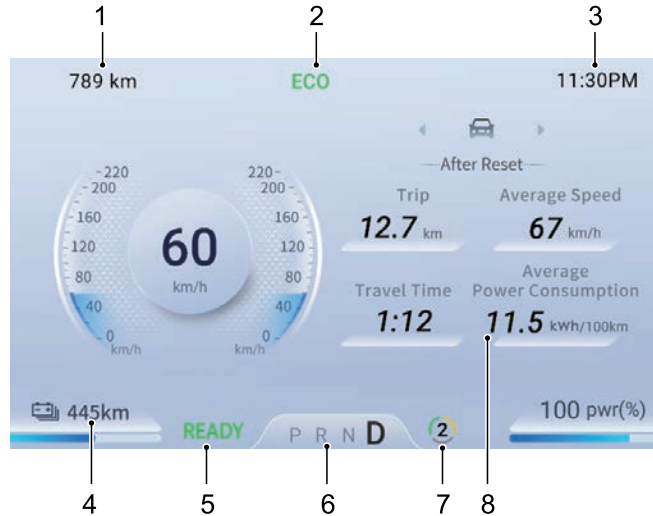 1 2 3
789 km ECO 11:30PM
After Reset
Trip Average Speed
12.7 km 67 km/h
Average
Travel Time Power Consumption
1:12 11.5 kWh/100km
220 220
200 200
160 160
120 120
80 80
40 40
0 0
km/h km/h
60
km/h
445km READY P R N D 2 100 pwr(%)
4 5 6 7 8